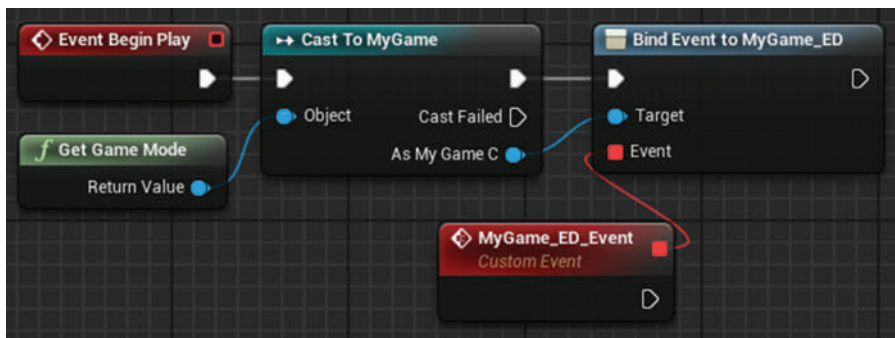 Event Begin Play
Cast To MyGame
Bind Event to MyGame_ED
Object
Cast Failed
Target
f Get Game Mode
As My Game C
Event
Return Value
MyGame_ED_Event
Custom Event